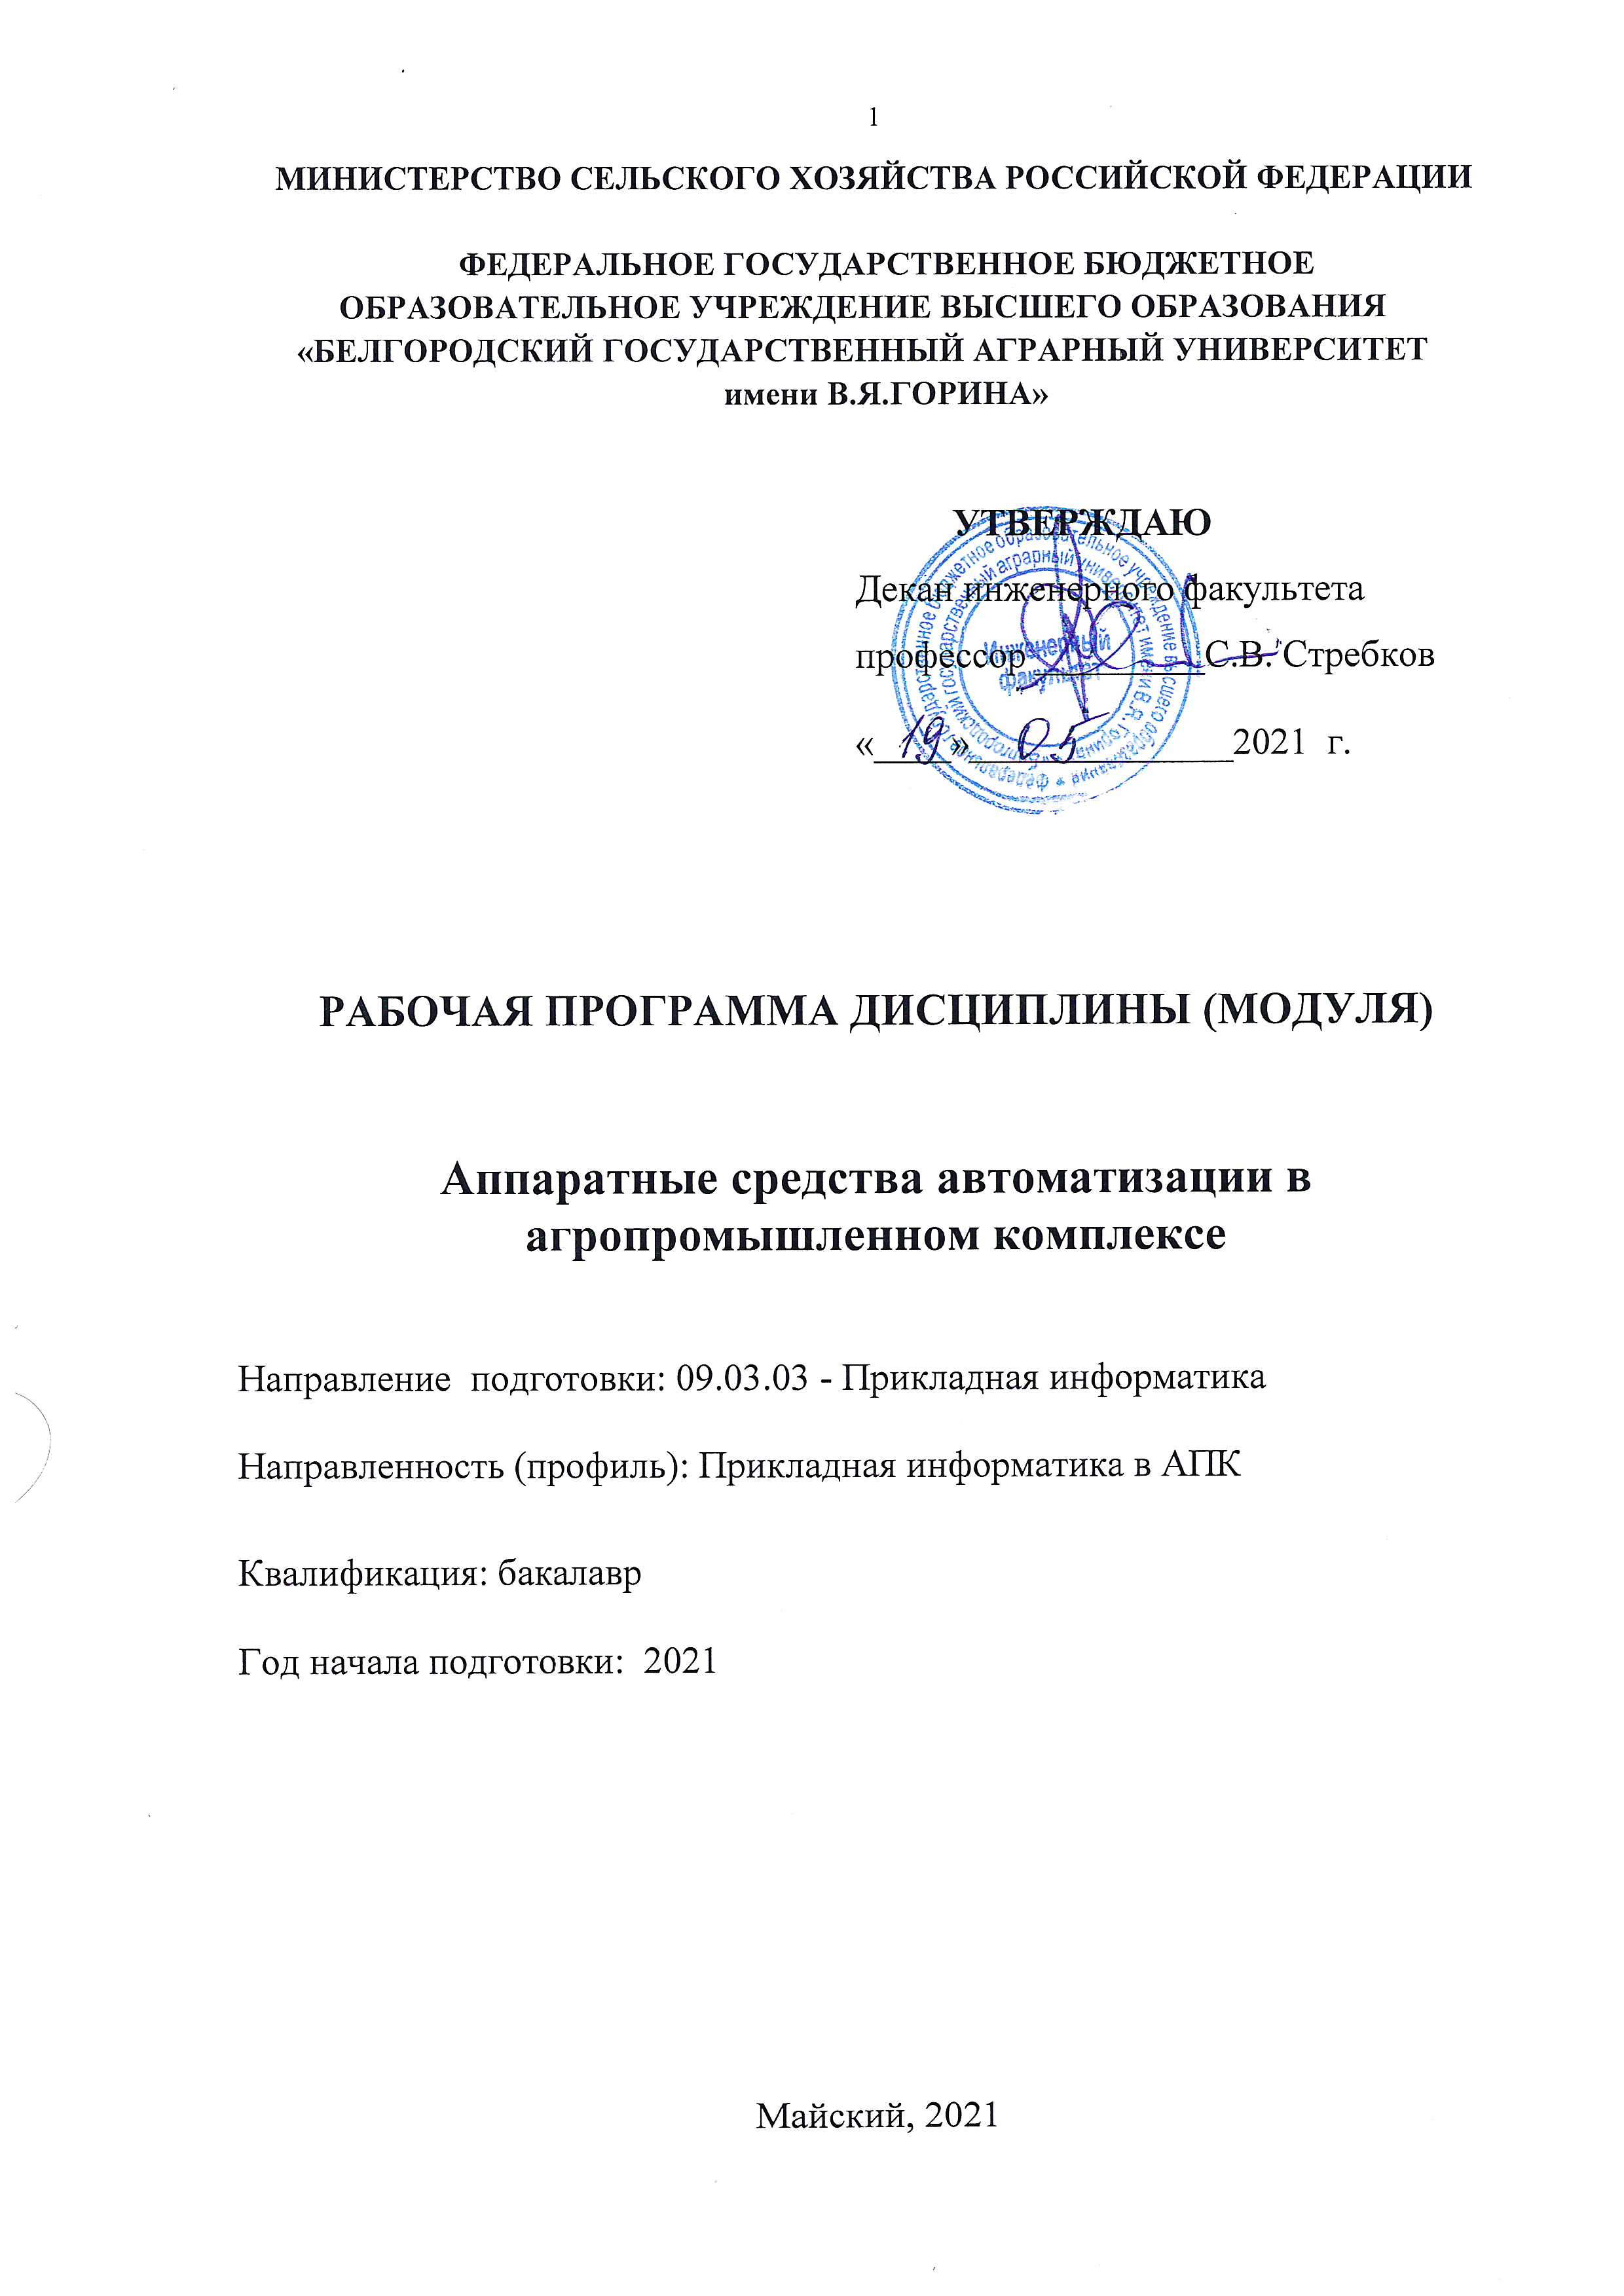 1
МИНИСТЕРСТВО СЕЛЬСКОГО ХОЗЯЙСТВА РОССИЙСКОЙ ФЕДЕРАЦИИ
ФЕДЕРАЛЬНОЕ ГОСУДАРСТВЕННОЕ БЮДЖЕТНОЕ
ОБРАЗОВАТЕЛЬНОЕ УЧРЕЖДЕНИЕ ВЫСШЕГО ОБРАЗОВАНИЯ
«БЕЛГОРОДСКИЙ ГОСУДАРСТВЕННЫЙ АГРАРНЫЙ УНИВЕРСИТЕТ
имени В.Я.ГОРИНА»
УТВЕРЖДАЮ
Декан инженерного факультета
профессор С.В. Стребков
« 19 » 05 2021 г.
Инженерный
факультет
РАБОЧАЯ ПРОГРАММА ДИСЦИПЛИНЫ (МОДУЛЯ)
Аппаратные средства автоматизации в
агропромышленном комплексе
Направление подготовки: 09.03.03 - Прикладная информатика
Направленность (профиль): Прикладная информатика в АПК
Квалификация: бакалавр
Год начала подготовки: 2021
Майский, 2021